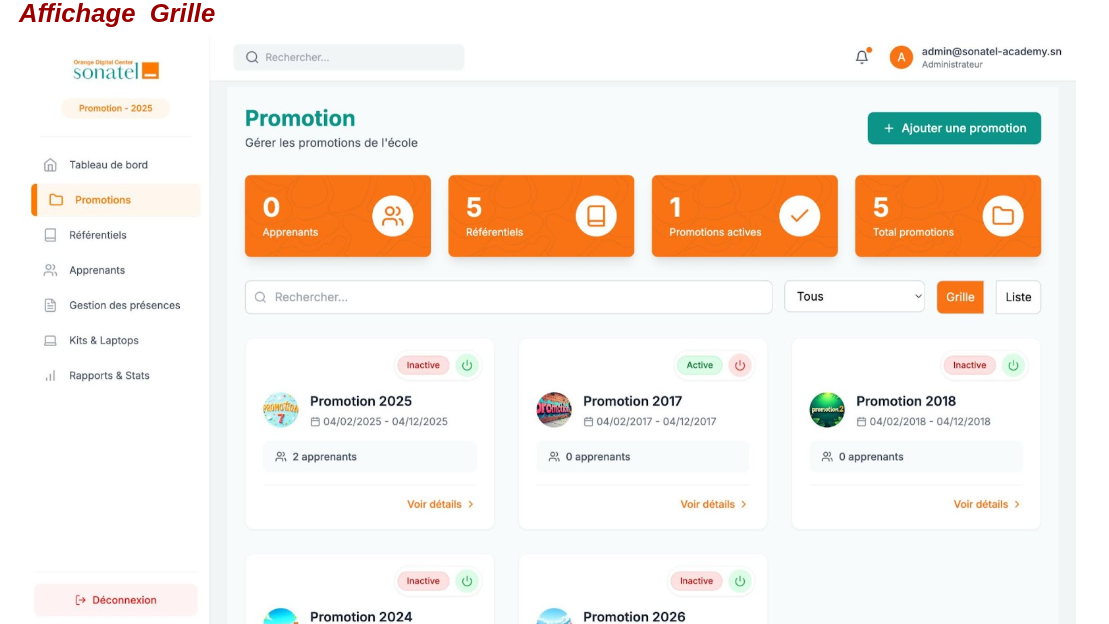 Affichage Grille
Orange Digital Center
sonatel
Promotion - 2025
Tableau de bord
Promotions
Référentiels
Apprenants
Gestion des présences
Kits & Laptops
Rapports & Stats
Déconnexion
Rechercher...
A
admin@sonatel-academy.sn
Administrateur
Promotion
Gérer les promotions de l'école
+ Ajouter une promotion
0
Apprenants
5
Référentiels
1
Promotions actives
5
Total promotions
Rechercher...
Tous
Grille
Liste
Inactive
PROMOTION
7
Promotion 2025
04/02/2025 - 04/12/2025
2 apprenants
Voir détails
Active
promotion
Promotion 2017
04/02/2017 - 04/12/2017
0 apprenants
Voir détails
Inactive
promotion.2
Promotion 2018
04/02/2018 - 04/12/2018
0 apprenants
Voir détails
Inactive
Promotion 2024
Inactive
Promotion 2026